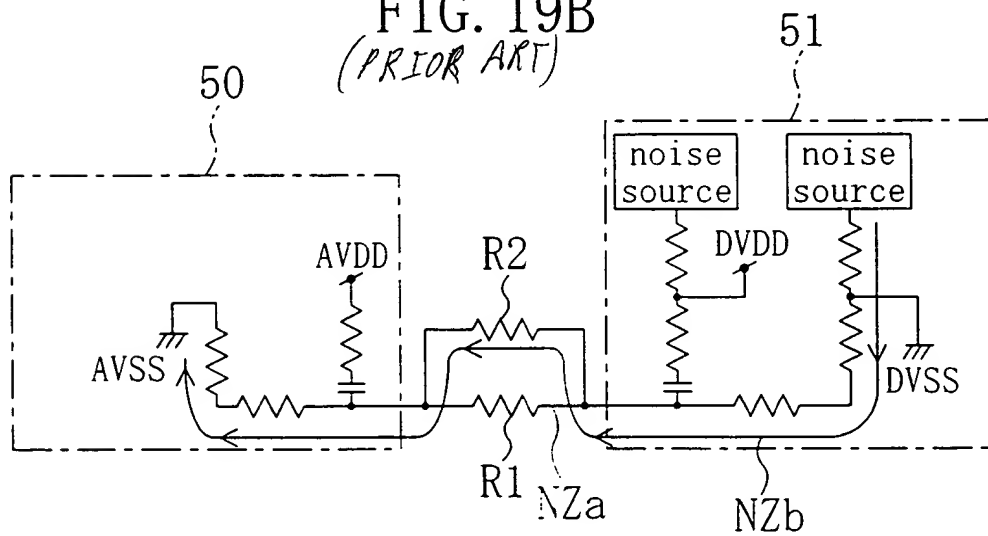 FIG. 19B
(PRIOR ART)
50
51
noise source
noise source
DVDD
AVDD
R2
AVSS
DVSS
R1
NZa
NZb